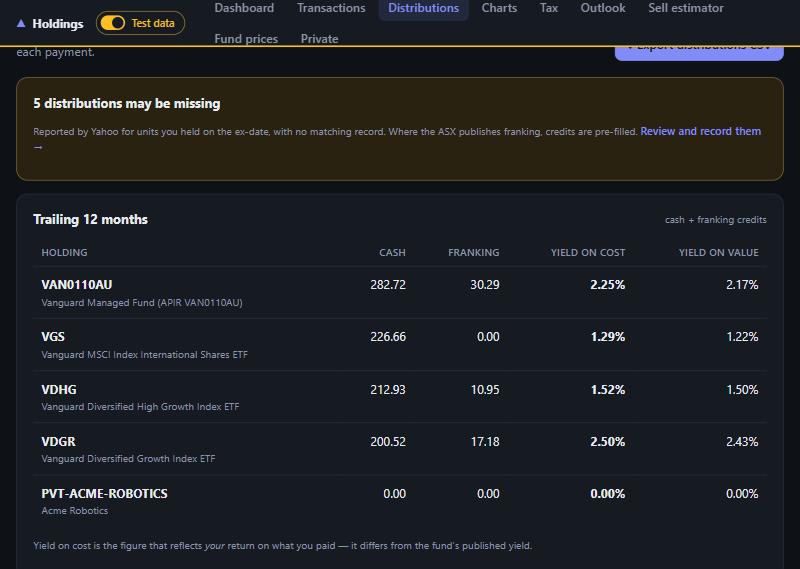 ▲ Holdings Test data Dashboard Transactions Distributions Charts Tax Outlook Sell estimator
Fund prices Private
each payment.
Export distributions CSV
5 distributions may be missing
Reported by Yahoo for units you held on the ex-date, with no matching record. Where the ASX publishes franking, credits are pre-filled. Review and record them
→
Trailing 12 months cash + franking credits
HOLDING CASH FRANKING YIELD ON COST YIELD ON VALUE
VAN0110AU 282.72 30.29 2.25% 2.17%
Vanguard Managed Fund (APIR VAN0110AU)
VGS 226.66 0.00 1.29% 1.22%
Vanguard MSCI Index International Shares ETF
VDHG 212.93 10.95 1.52% 1.50%
Vanguard Diversified High Growth Index ETF
VDGR 200.52 17.18 2.50% 2.43%
Vanguard Diversified Growth Index ETF
PVT-ACME-ROBOTICS 0.00 0.00 0.00% 0.00%
Acme Robotics
Yield on cost is the figure that reflects your return on what you paid — it differs from the fund's published yield.